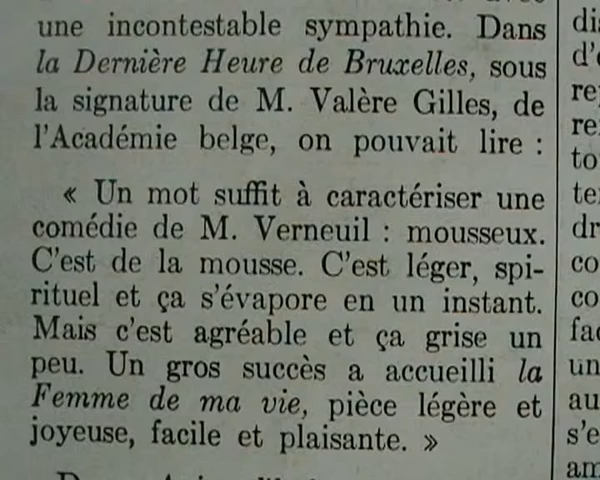 une incontestable sympathie. Dans
la Dernière Heure de Bruxelles, sous
la signature de M. Valère Gilles, de
l'Académie belge, on pouvait lire :
« Un mot suffit à caractériser une
comédie de M. Verneuil : mousseux.
C'est de la mousse. C'est léger, spi-
rituel et ça s'évapore en un instant.
Mais c'est agréable et ça grise un
peu. Un gros succès a accueilli la
Femme de ma vie, pièce légère et
joyeuse, facile et plaisante. »